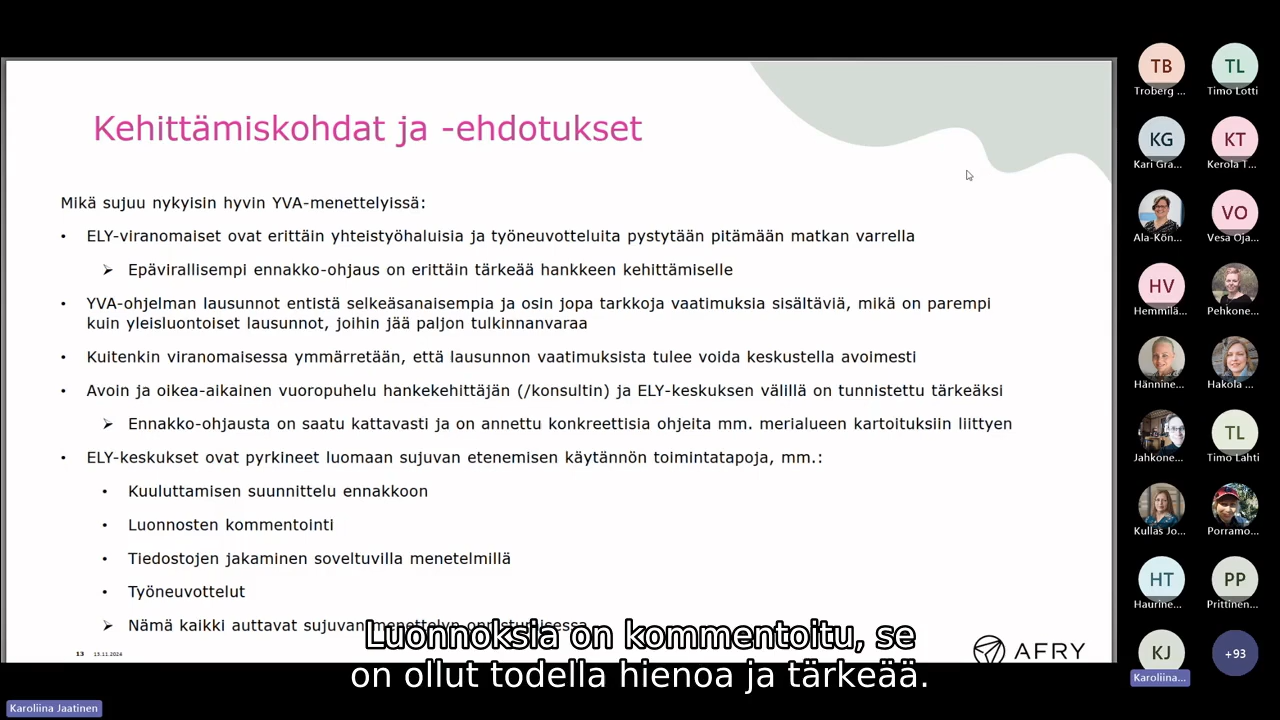 Kehittämiskohdat ja -ehdotukset
Mikä sujuu nykyisin hyvin YVA-menettelyissä:
• ELY-viranomaiset ovat erittäin yhteistyöhaluisia ja työneuvotteluita pystytään pitämään matkan varrella
➢ Epävirallisempi ennakko-ohjaus on erittäin tärkeää hankkeen kehittämiselle
• YVA-ohjelman lausunnot entistä selkeäsanaisempia ja osin jopa tarkkoja vaatimuksia sisältäviä, mikä on parempi
kuin yleisluontoiset lausunnot, joihin jää paljon tulkinnanvaraa
• Kuitenkin viranomaisessa ymmärretään, että lausunnon vaatimuksista tulee voida keskustella avoimesti
• Avoin ja oikea-aikainen vuoropuhelu hankekehittäjän (/konsultin) ja ELY-keskuksen välillä on tunnistettu tärkeäksi
➢ Ennakko-ohjausta on saatu kattavasti ja on annettu konkreettisia ohjeita mm. merialueen kartoituksiin liittyen
• ELY-keskukset ovat pyrkineet luomaan sujuvan etenemisen käytännön toimintatapoja, mm.:
• Kuuluttamisen suunnittelu ennakkoon
• Luonnosten kommentointi
• Tiedostojen jakaminen soveltuvilla menetelmillä
• Työneuvottelut
➢ Nämä kaikki auttavat sujuvan menettelyn
13 13.11.2024
AFRY
Luonnoksia on kommentoitu, se
on ollut todella hienoa ja tärkeää.
Karoliina Jaatinen
TB TL
Troberg ... Timo Lotti
KG KT
Kari Gra... Kerola T...
VO
Ala-Kön... Vesa Oja...
HV
Hemmilä... Pehkone...
Hännine... Hakola ...
TL
Jahkone... Timo Lahti
Kullas Jo... Porramo...
HT PP
Haurine... Prittinen...
KJ +93
Karoliina...